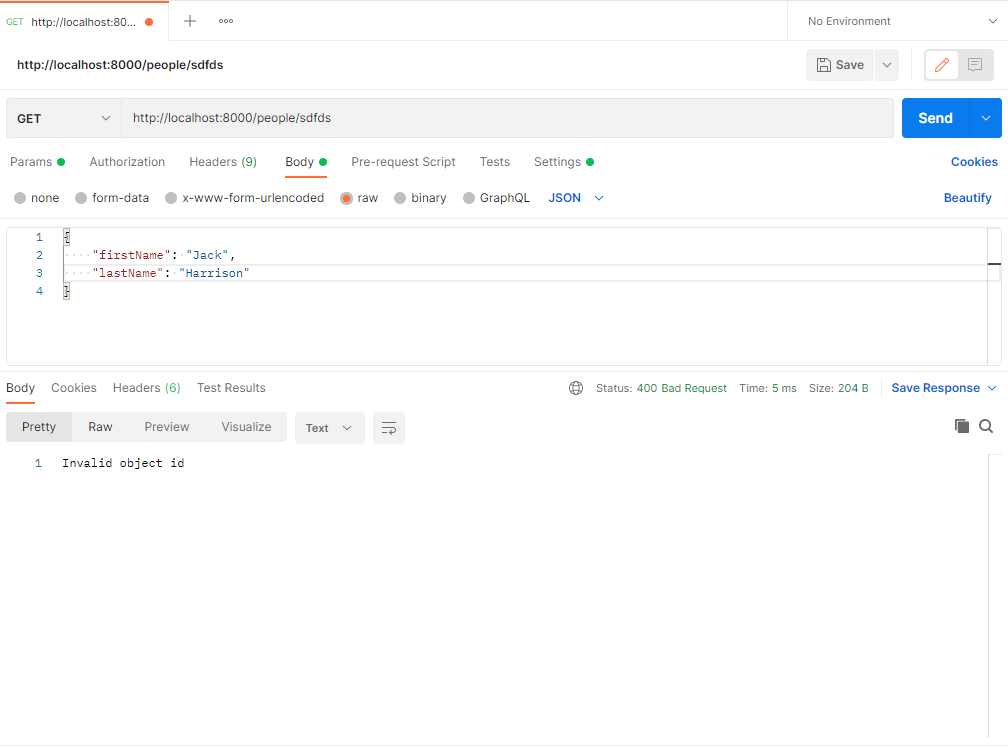 GET http://localhost:80... No Environment
http://localhost:8000/people/sdfds Save
GET http://localhost:8000/people/sdfds Send
Params Authorization Headers (9) Body Pre-request Script Tests Settings Cookies
none form-data x-www-form-urlencoded raw binary GraphQL JSON Beautify
1 {
2 "firstName": "Jack",
3 "lastName": "Harrison"
4 }
Body Cookies Headers (6) Test Results Status: 400 Bad Request Time: 5 ms Size: 204 B Save Response
Pretty Raw Preview Visualize Text
1 Invalid object id